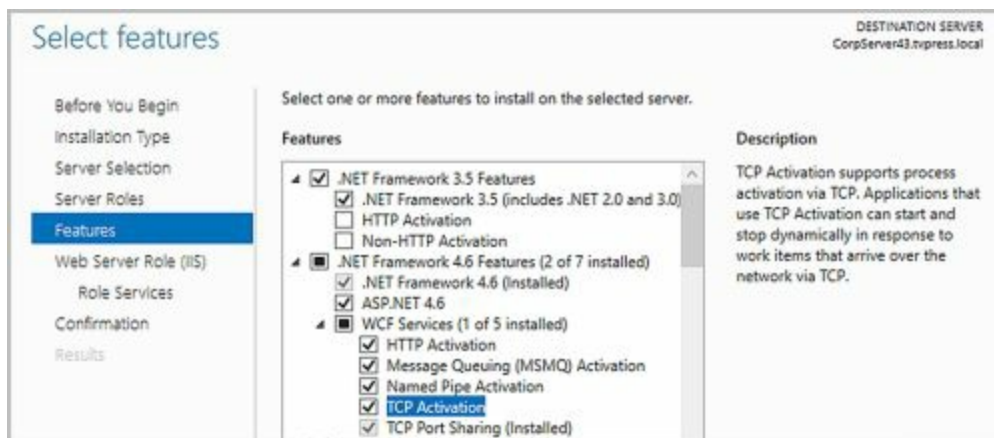 Select features
DESTINATION SERVER
CorpServer43.tvpress.local
Before You Begin
Installation Type
Server Selection
Server Roles
Features
Web Server Role (IIS)
Role Services
Confirmation
Results
Select one or more features to install on the selected server.
Features
.NET Framework 3.5 Features
.NET Framework 3.5 (includes .NET 2.0 and 3.0)
HTTP Activation
Non-HTTP Activation
.NET Framework 4.6 Features (2 of 7 installed)
.NET Framework 4.6 (Installed)
ASP.NET 4.6
WCF Services (1 of 5 installed)
HTTP Activation
Message Queuing (MSMQ) Activation
Named Pipe Activation
TCP Activation
TCP Port Sharing (Installed)
Description
TCP Activation supports process
activation via TCP. Applications that
use TCP Activation can start and
stop dynamically in response to
work items that arrive over the
network via TCP.